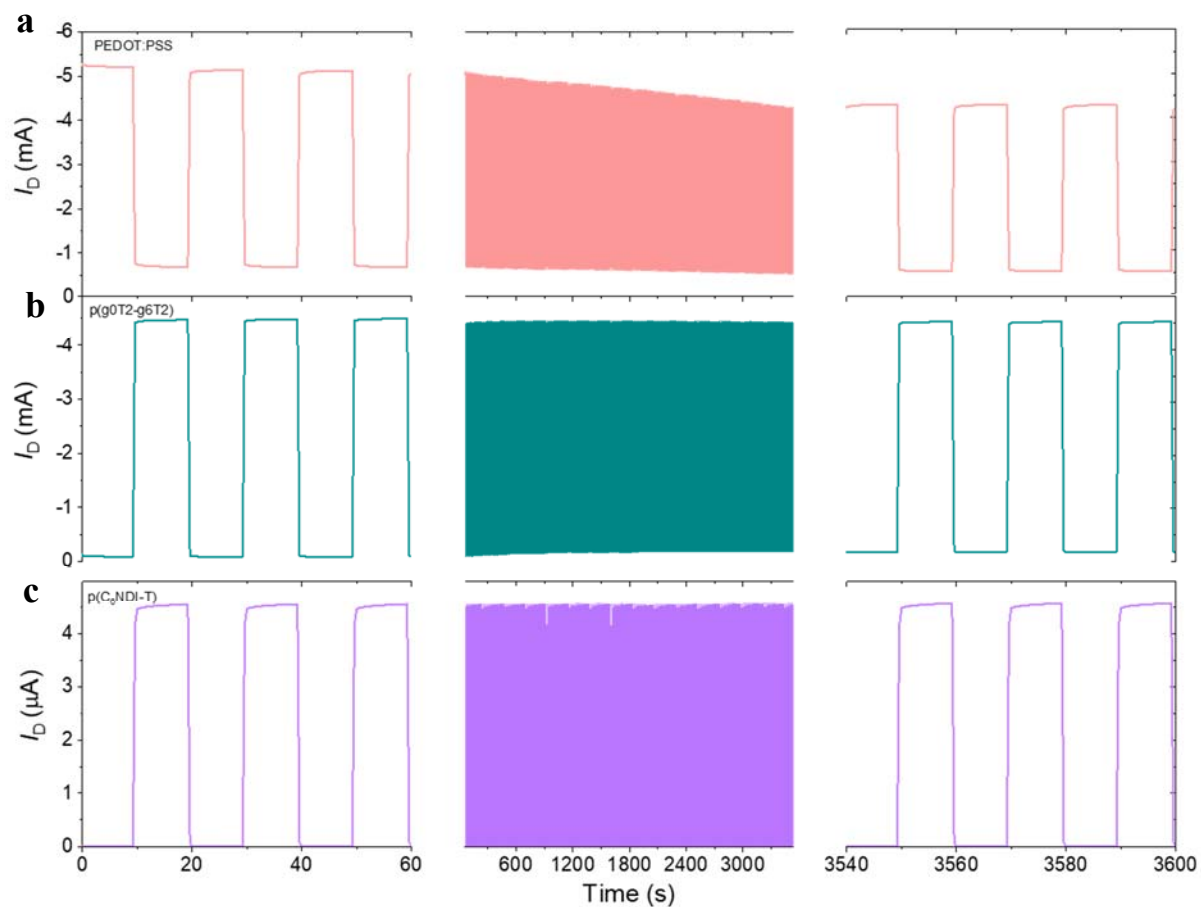 a
PEDOT:PSS
-6
-5
-4
-3
-2
-1
0
I_D (mA)
b
p(g0T2-g6T2)
-4
-3
-2
-1
0
I_D (mA)
c
p(C₆NDI-T)
4
3
2
1
0
I_D (μA)
0 20 40 60 600 1200 1800 2400 3000 3540 3560 3580 3600
Time (s)